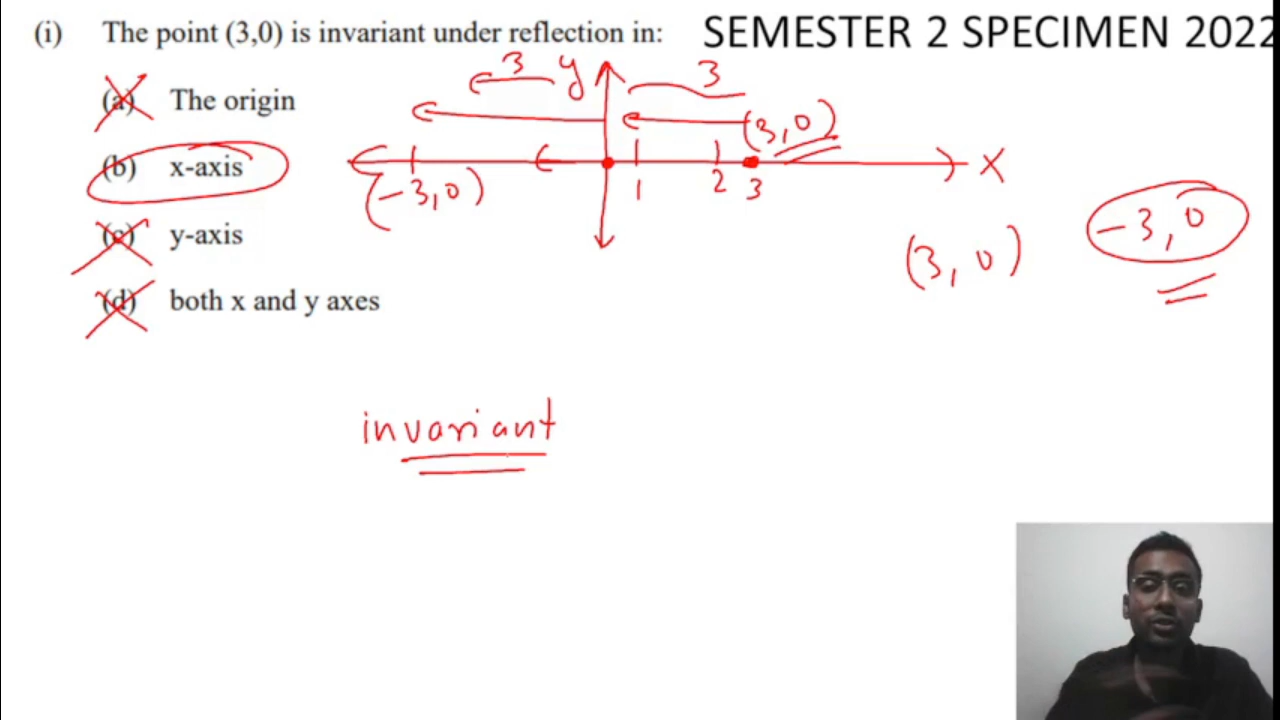 (i) The point (3,0) is invariant under reflection in:
SEMESTER 2 SPECIMEN 2022
(a) The origin
(b) x-axis
(c) y-axis
(d) both x and y axes
3 y 3
(3,0)
x
(-3,0) 1 2 3
(3,0) -3,0
invariant